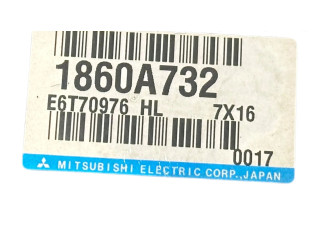 1860A732
E6T70976 HL 7X16
0017
MITSUBISHI ELECTRIC CORP.,JAPAN